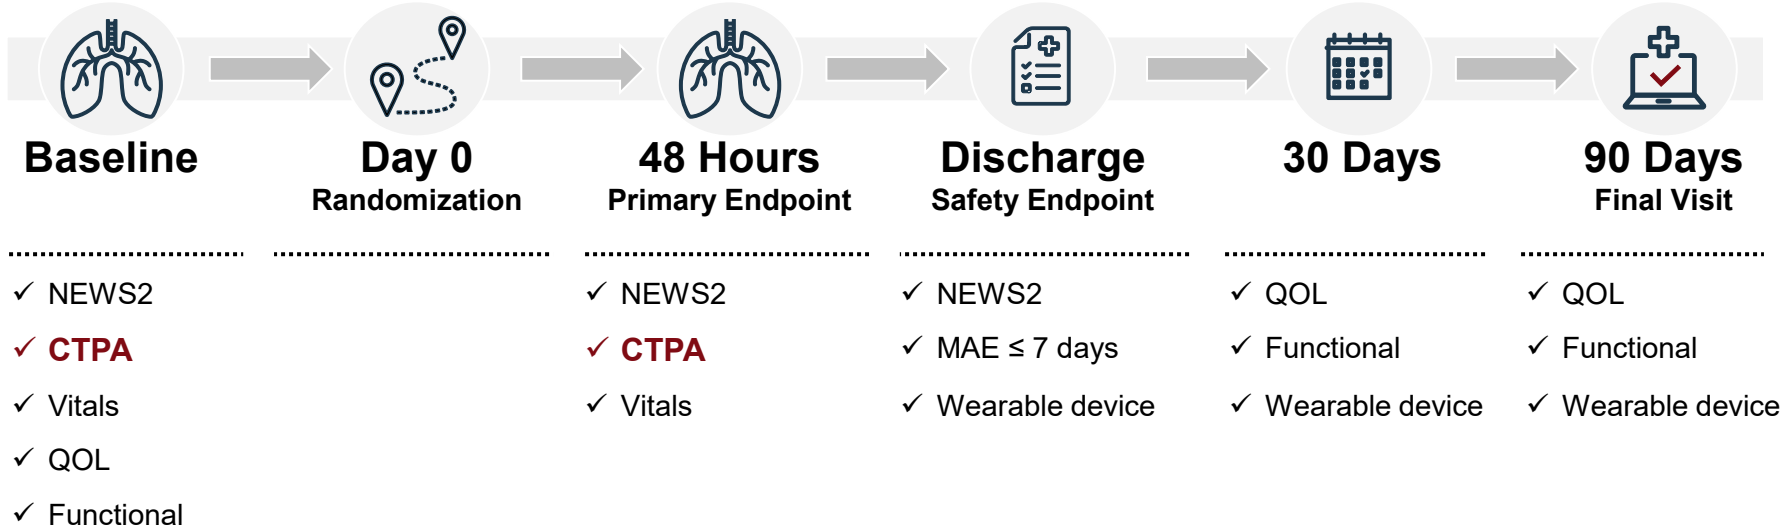 Baseline
Day 0
Randomization
48 Hours
Primary Endpoint
Discharge
Safety Endpoint
30 Days
90 Days
Final Visit
✓ NEWS2
✓ CTPA
✓ Vitals
✓ QOL
✓ Functional
✓ NEWS2
✓ CTPA
✓ Vitals
✓ NEWS2
✓ MAE ≤ 7 days
✓ Wearable device
✓ QOL
✓ Functional
✓ Wearable device
✓ QOL
✓ Functional
✓ Wearable device